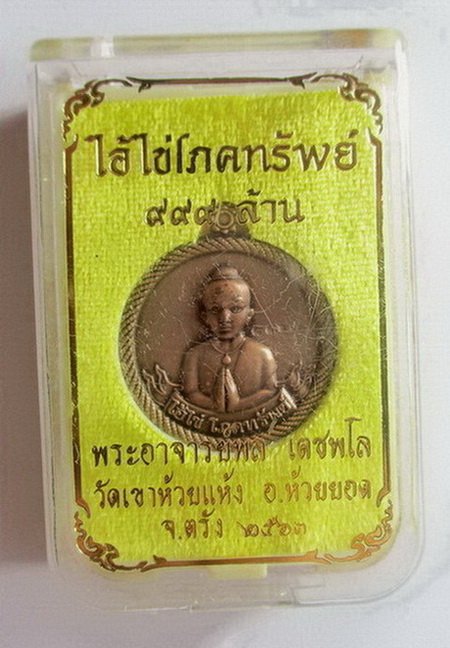 ไอ้ไข่โภคทรัพย์
๙๙๙ ล้าน
ไอ้ไข่ โภคทรัพย์
พระอาจารย์พล เตชพโล
วัดเขาห้วยแห้ง อ.ห้วยยอด
จ.ตรัง ๒๕๖๓